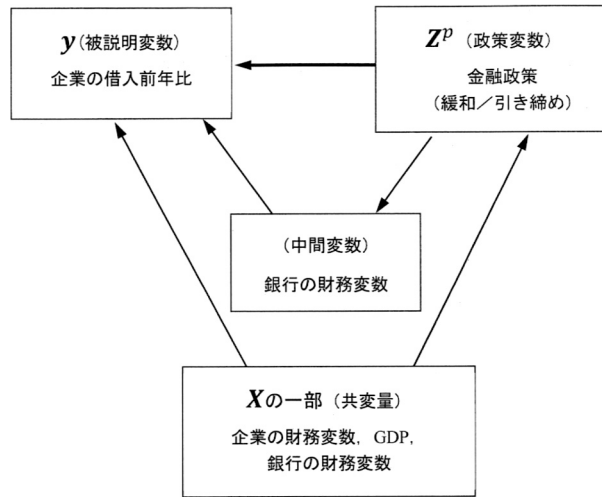 y(被説明変数)
企業の借入前年比
Zᵖ (政策変数)
金融政策
(緩和/引き締め)
(中間変数)
銀行の財務変数
Xの一部 (共変量)
企業の財務変数, GDP,
銀行の財務変数